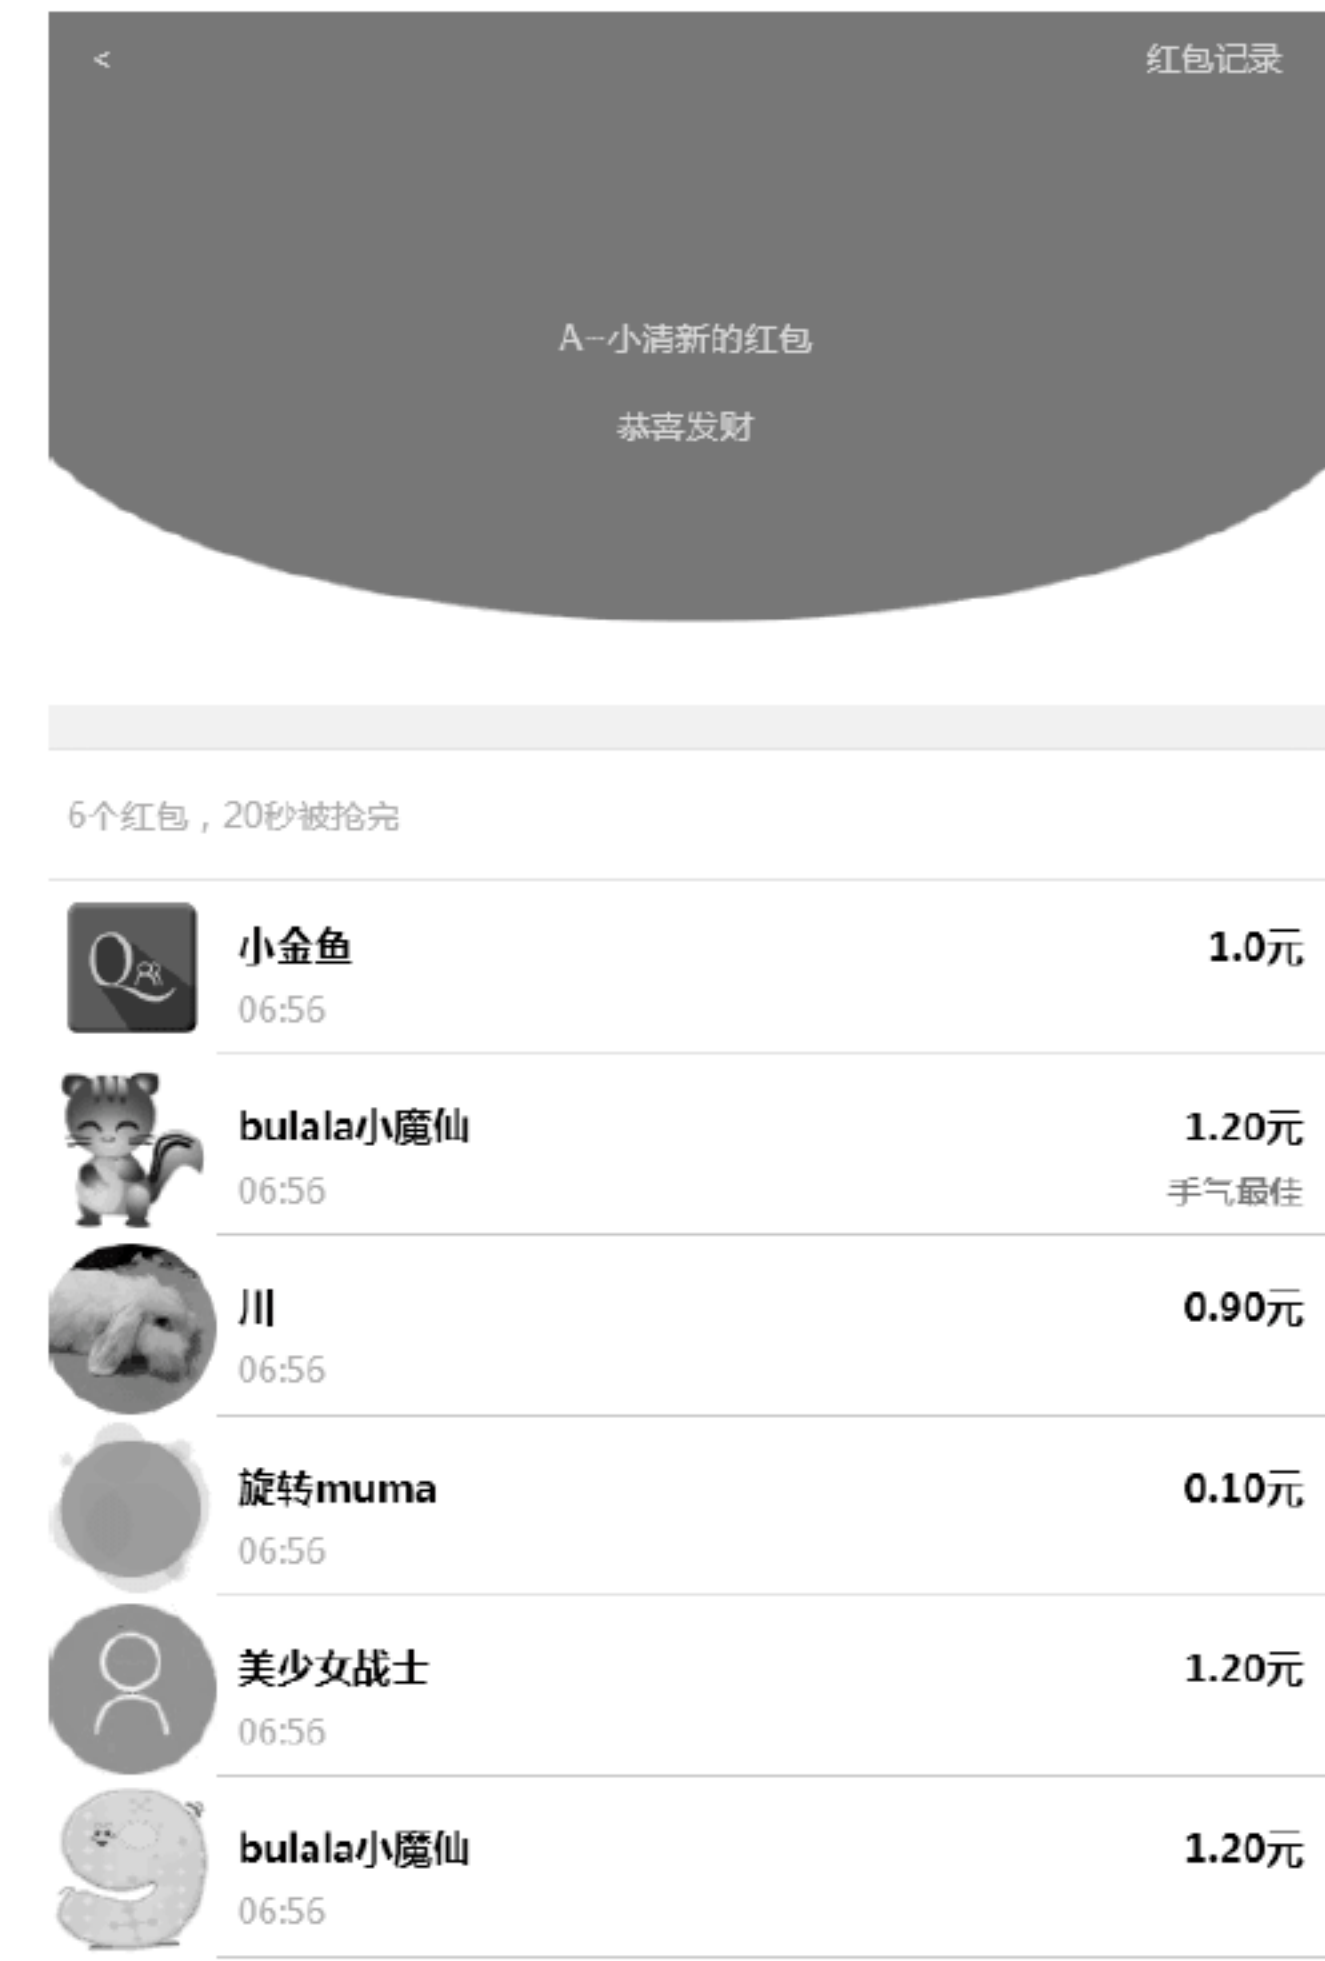 <
红包记录
A--小清新的红包
恭喜发财
6个红包，20秒被抢完
小金鱼
1.0元
06:56
bulala小魔仙
1.20元
06:56
手气最佳
川
0.90元
06:56
旋转muma
0.10元
06:56
美少女战士
1.20元
06:56
bulala小魔仙
1.20元
06:56